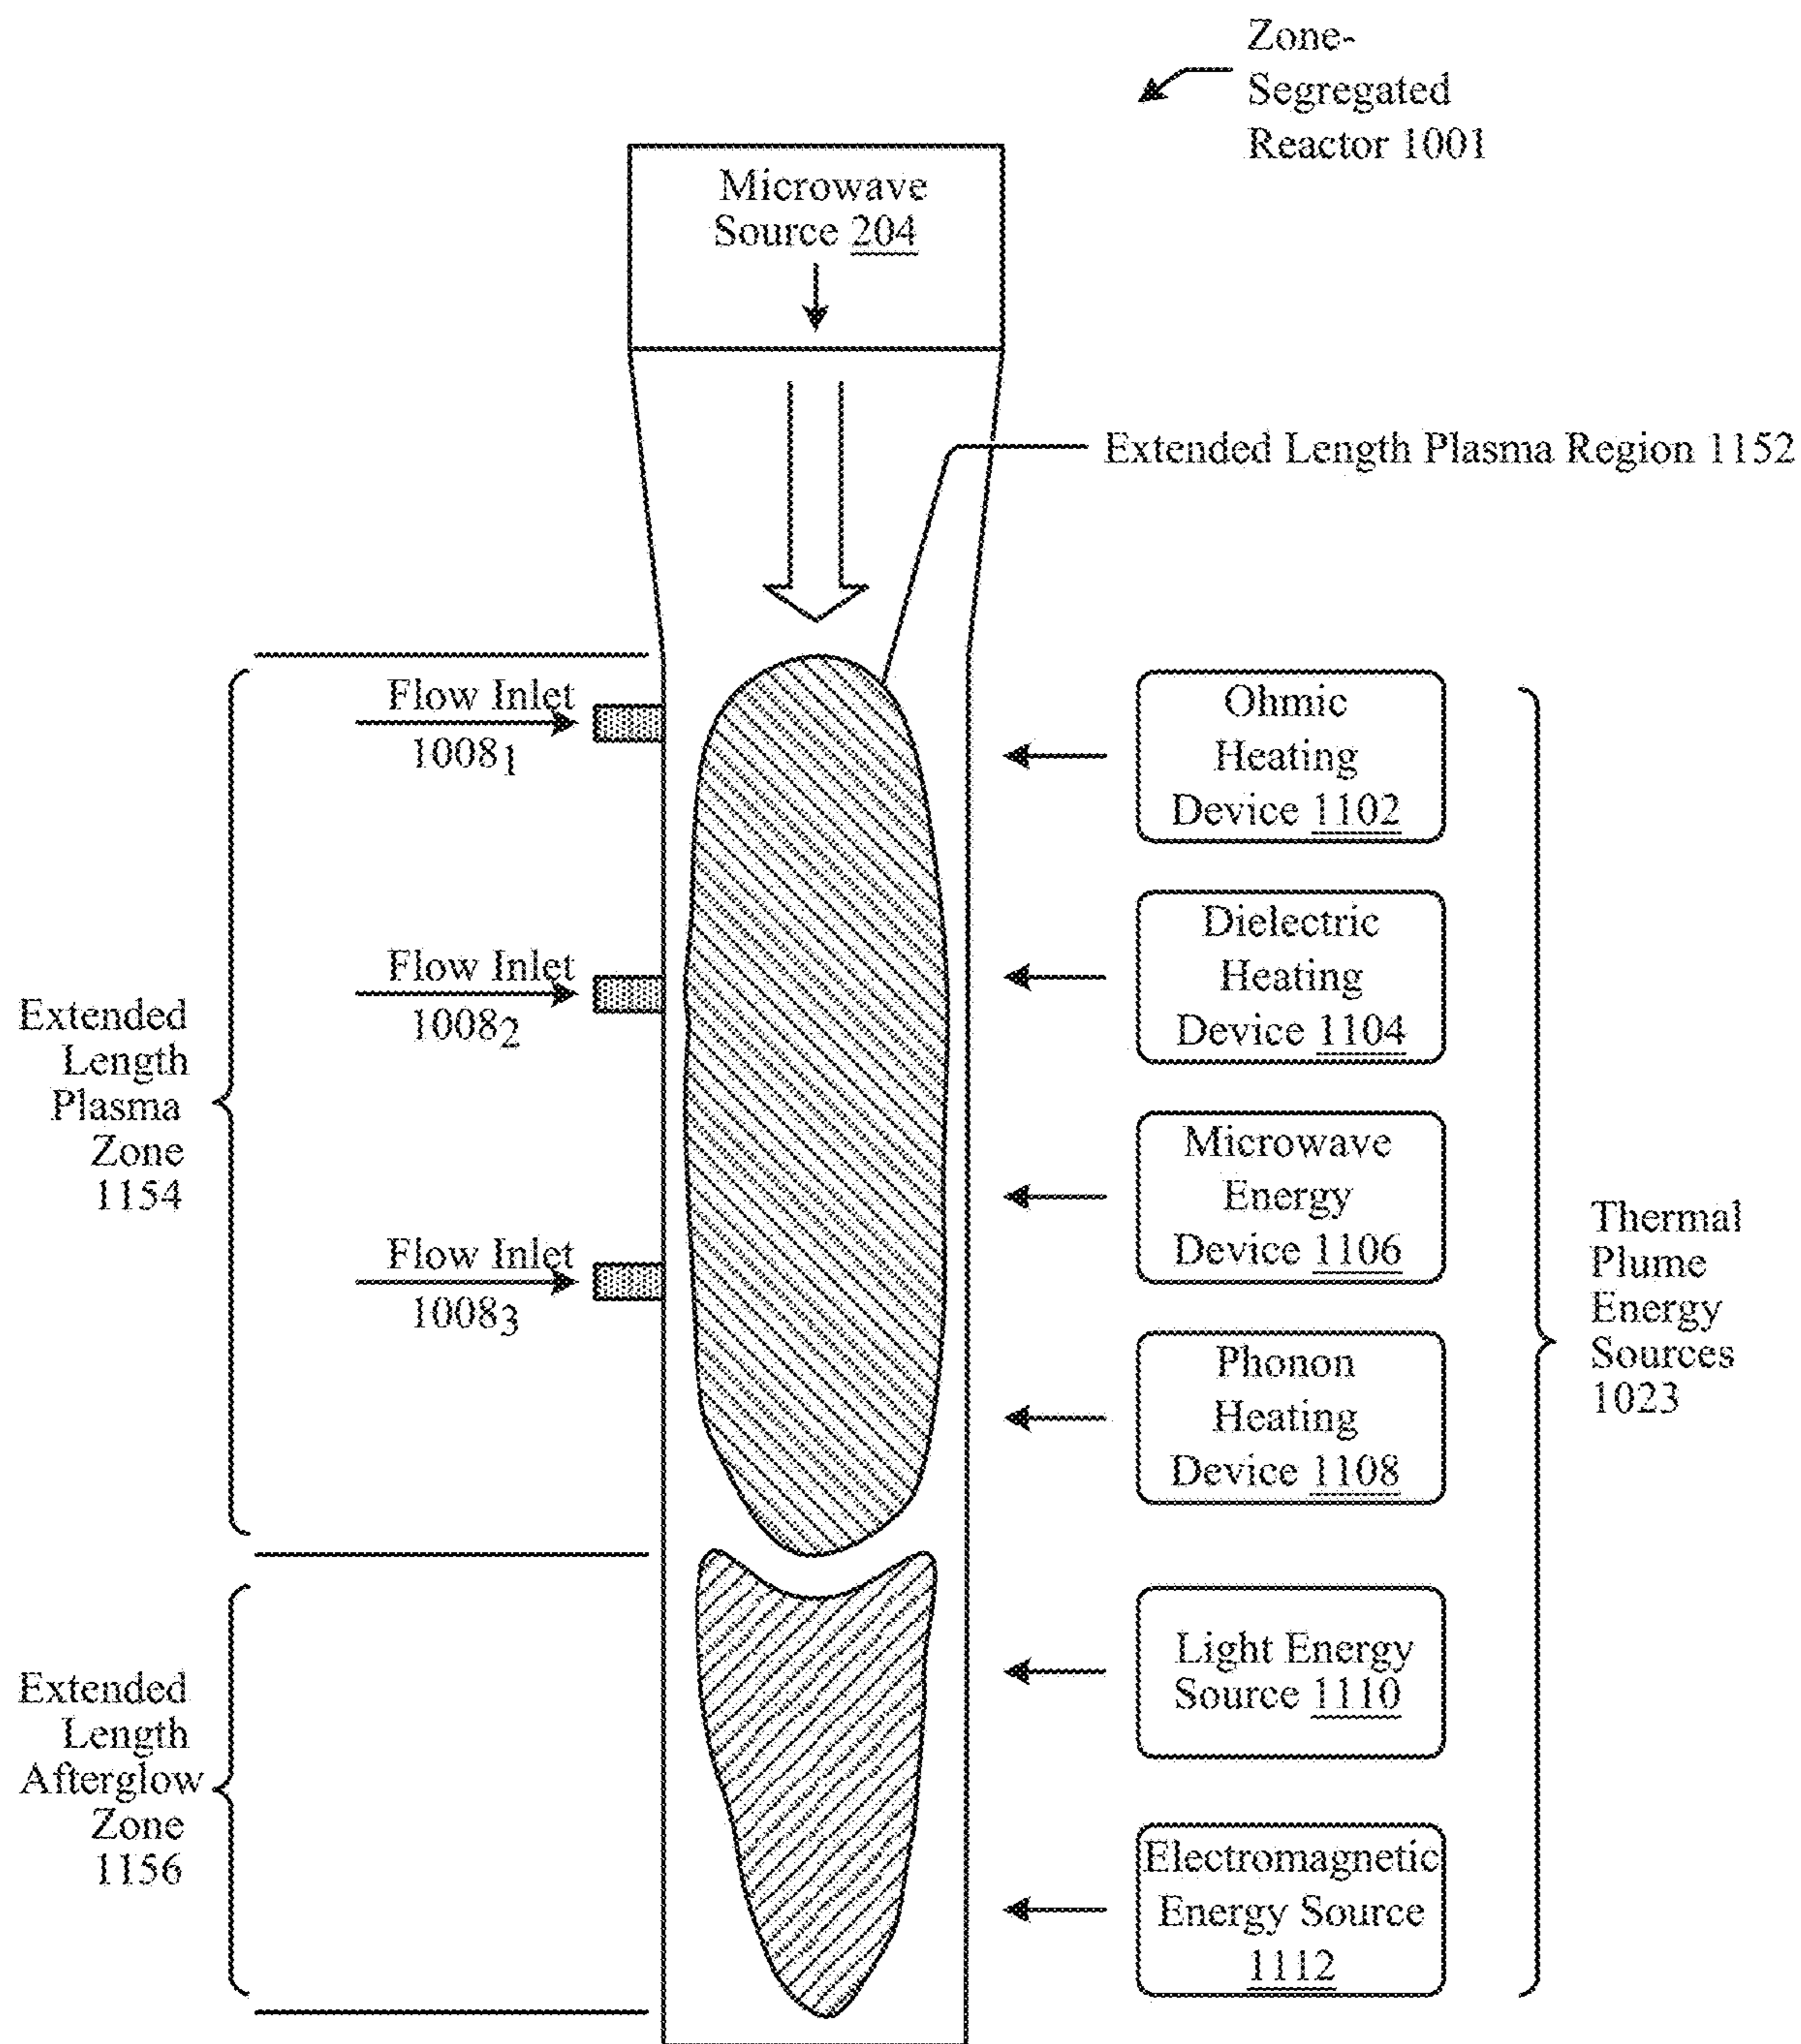 Zone-
Segregated
Reactor 1001
Microwave
Source 204
Extended Length Plasma Region 1152
Flow Inlet
1008₁
Flow Inlet
1008₂
Flow Inlet
1008₃
Extended
Length
Plasma
Zone
1154
Extended
Length
Afterglow
Zone
1156
Ohmic
Heating
Device 1102
Dielectric
Heating
Device 1104
Microwave
Energy
Device 1106
Phonon
Heating
Device 1108
Light Energy
Source 1110
Electromagnetic
Energy Source
1112
Thermal
Plume
Energy
Sources
1023